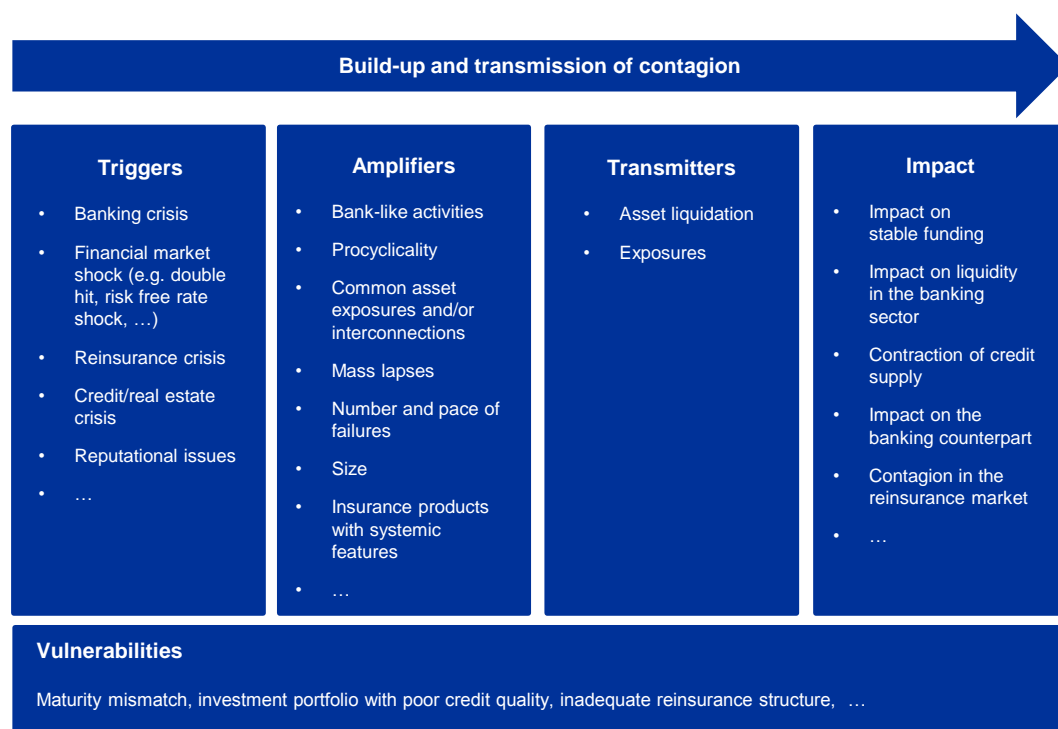 Build-up and transmission of contagion
Triggers
• Banking crisis
• Financial market
shock (e.g. double
hit, risk free rate
shock, …)
• Reinsurance crisis
• Credit/real estate
crisis
• Reputational issues
• …
Amplifiers
• Bank-like activities
• Procyclicality
• Common asset
exposures and/or
interconnections
• Mass lapses
• Number and pace of
failures
• Size
• Insurance products
with systemic
features
• …
Transmitters
• Asset liquidation
• Exposures
Impact
• Impact on
stable funding
• Impact on liquidity
in the banking
sector
• Contraction of credit
supply
• Impact on the
banking counterpart
• Contagion in the
reinsurance market
• …
Vulnerabilities
Maturity mismatch, investment portfolio with poor credit quality, inadequate reinsurance structure, …